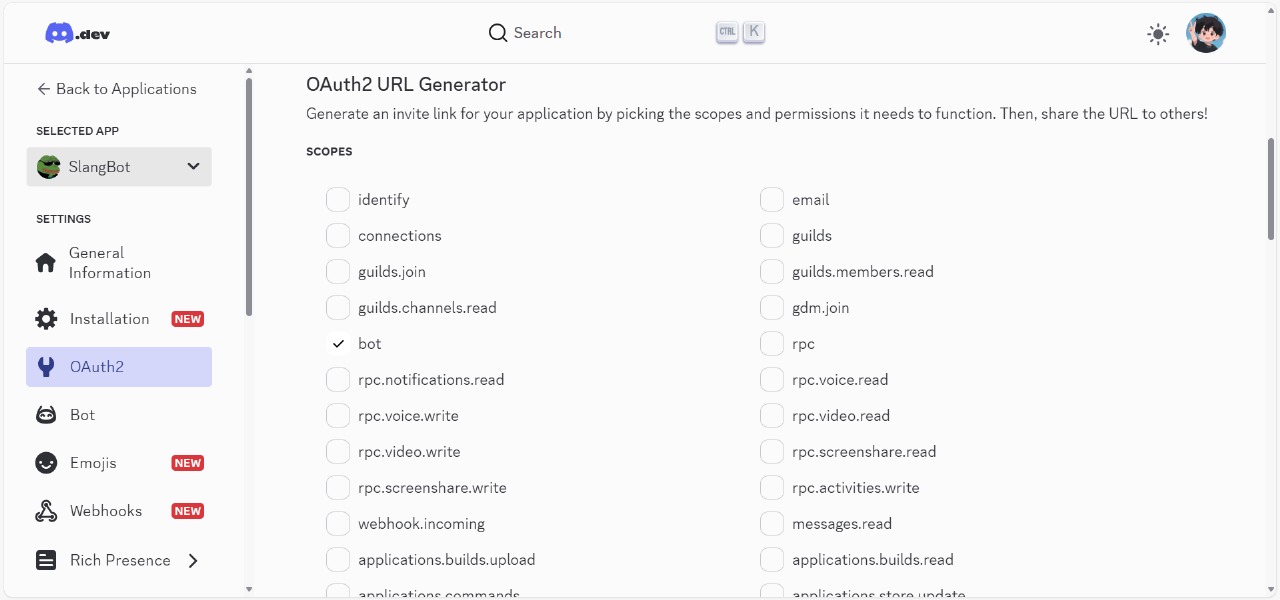 .dev
Search
CTRL
K
Back to Applications
SELECTED APP
SlangBot
SETTINGS
General
Information
Installation NEW
OAuth2
Bot
Emojis NEW
Webhooks NEW
Rich Presence
OAuth2 URL Generator
Generate an invite link for your application by picking the scopes and permissions it needs to function. Then, share the URL to others!
SCOPES
identify
email
connections
guilds
guilds.join
guilds.members.read
guilds.channels.read
gdm.join
bot
rpc
rpc.notifications.read
rpc.voice.read
rpc.voice.write
rpc.video.read
rpc.video.write
rpc.screenshare.read
rpc.screenshare.write
rpc.activities.write
webhook.incoming
messages.read
applications.builds.upload
applications.builds.read
applications.commands
applications.store.update